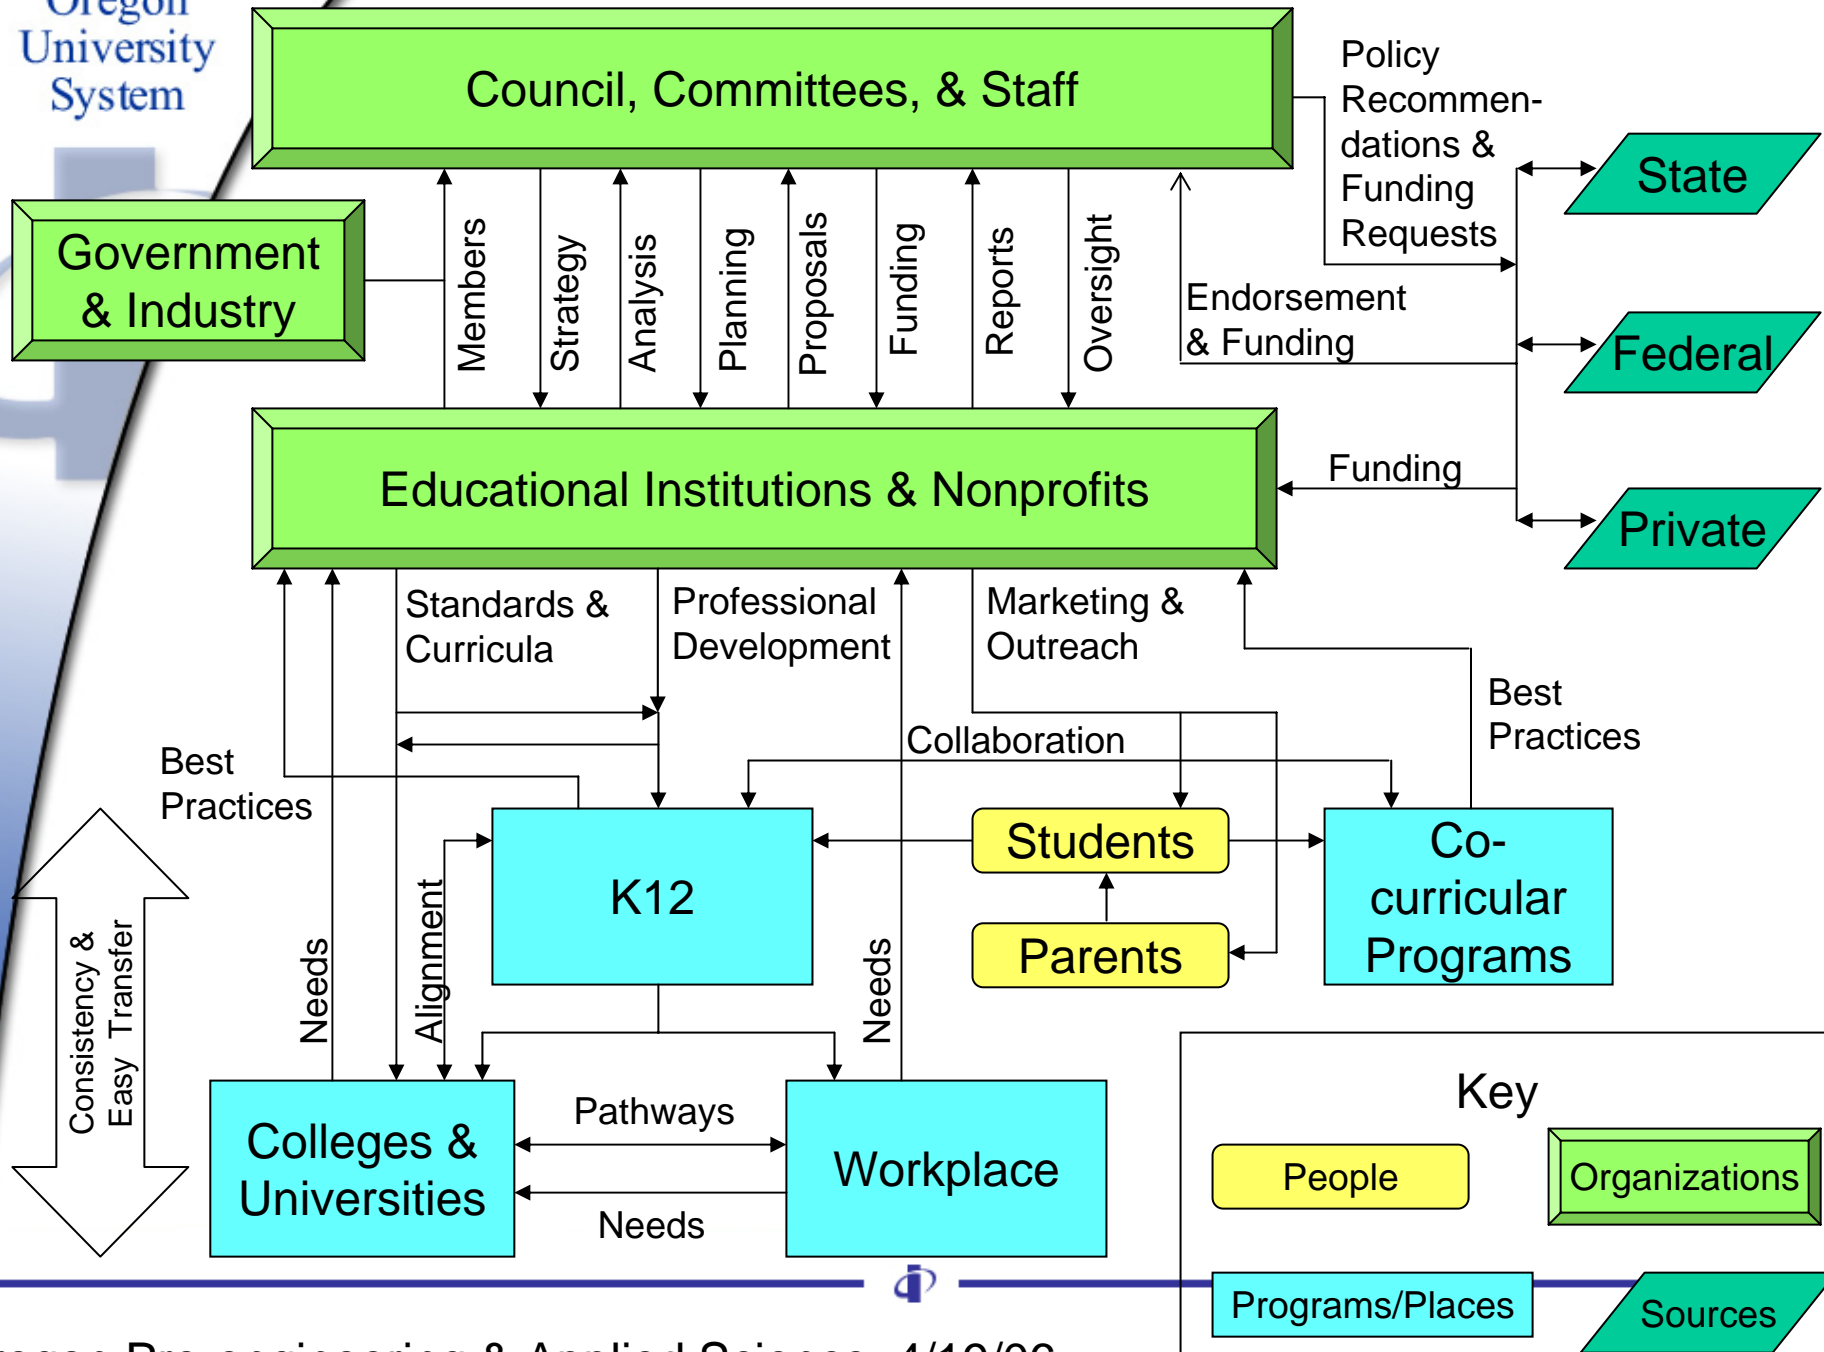 Oregon
University
System
Council, Committees, & Staff
Policy
Recommen-
dations &
Funding
Requests
State
Government
& Industry
Members
Strategy
Analysis
Planning
Proposals
Funding
Reports
Oversight
Endorsement
& Funding
Federal
Educational Institutions & Nonprofits
Funding
Private
Standards &
Curricula
Professional
Development
Marketing &
Outreach
Best
Practices
Collaboration
Best
Practices
K12
Students
Parents
Co-
curricular
Programs
Consistency &
Easy Transfer
Needs
Alignment
Needs
Colleges &
Universities
Pathways
Needs
Workplace
Key
People
Organizations
Programs/Places
Sources